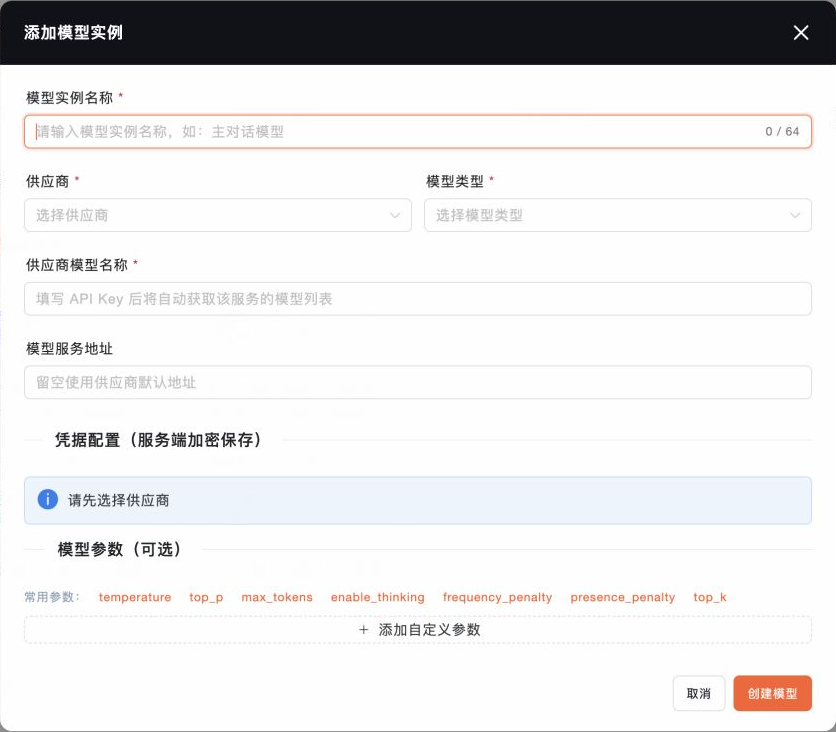 添加模型实例
模型实例名称 *
请输入模型实例名称，如：主对话模型 0 / 64
供应商 * 模型类型 *
选择供应商 选择模型类型
供应商模型名称 *
填写 API Key 后将自动获取该服务的模型列表
模型服务地址
留空使用供应商默认地址
凭据配置（服务端加密保存）
请先选择供应商
模型参数（可选）
常用参数： temperature top_p max_tokens enable_thinking frequency_penalty presence_penalty top_k
+ 添加自定义参数
取消 创建模型